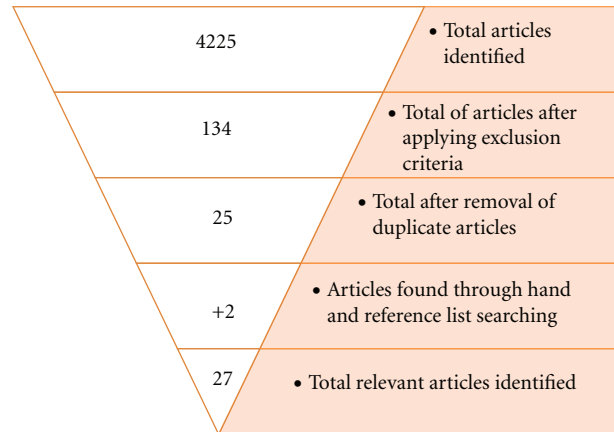 4225
• Total articles
identified
134
• Total of articles after
applying exclusion
criteria
25
• Total after removal of
duplicate articles
+2
• Articles found through hand
and reference list searching
27
• Total relevant articles identified